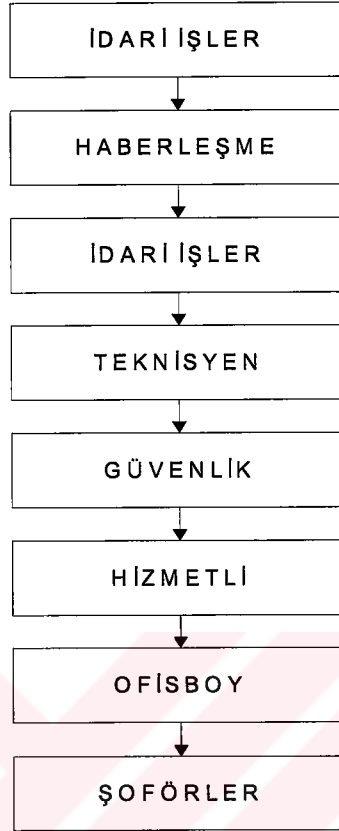 İDARİ İŞLER
HABERLEŞME
İDARİ İŞLER
TEKNİSYEN
GÜVENLİK
HİZMETLİ
OFİSBOY
ŞOFÖRLER